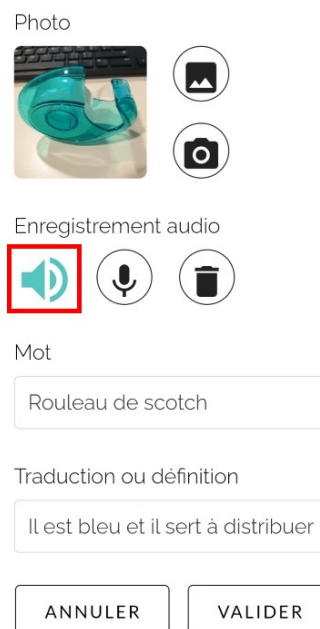 Photo
Enregistrement audio
Mot
Rouleau de scotch
Traduction ou définition
Il est bleu et il sert à distribuer
ANNULER
VALIDER